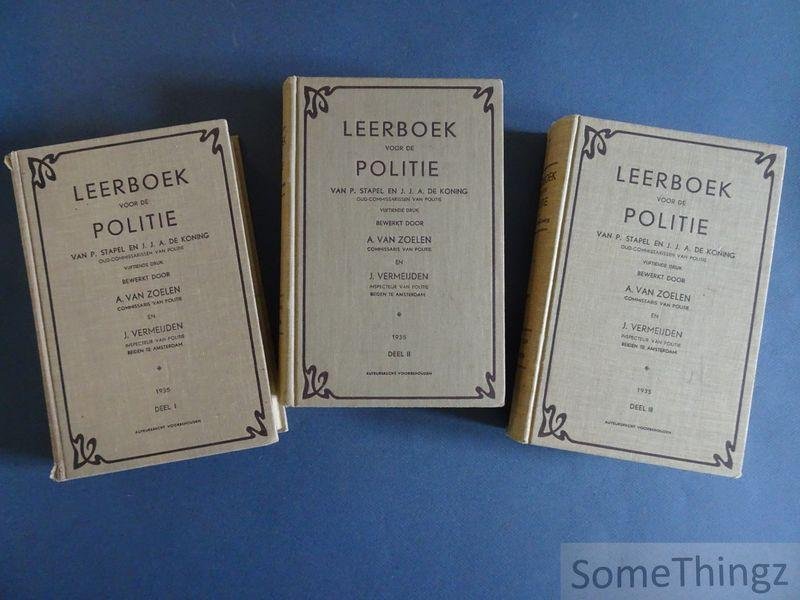 LEERBOEK
VOOR DE
POLITIE
VAN P. STAPEL EN J. J. A. DE KONING
OUD-COMMISSARISSEN VAN POLITIE
VIJFTIENDE DRUK
BEWERKT DOOR
A. VAN ZOELEN
COMMISSARIS VAN POLITIE
EN
J. VERMEIJDEN
INSPECTEUR VAN POLITIE
BEIDEN TE AMSTERDAM
1935
DEEL I
AUTEURSRECHT VOORBEHOUDEN
LEERBOEK
VOOR DE
POLITIE
VAN P. STAPEL EN J. J. A. DE KONING
OUD-COMMISSARISSEN VAN POLITIE
VIJFTIENDE DRUK
BEWERKT DOOR
A. VAN ZOELEN
COMMISSARIS VAN POLITIE
EN
J. VERMEIJDEN
INSPECTEUR VAN POLITIE
BEIDEN TE AMSTERDAM
1935
DEEL II
AUTEURSRECHT VOORBEHOUDEN
LEERBOEK
VOOR DE
POLITIE
VAN P. STAPEL EN J. J. A. DE KONING
OUD-COMMISSARISSEN VAN POLITIE
VIJFTIENDE DRUK
BEWERKT DOOR
A. VAN ZOELEN
COMMISSARIS VAN POLITIE
EN
J. VERMEIJDEN
INSPECTEUR VAN POLITIE
BEIDEN TE AMSTERDAM
1935
DEEL III
AUTEURSRECHT VOORBEHOUDEN
SomeThingz